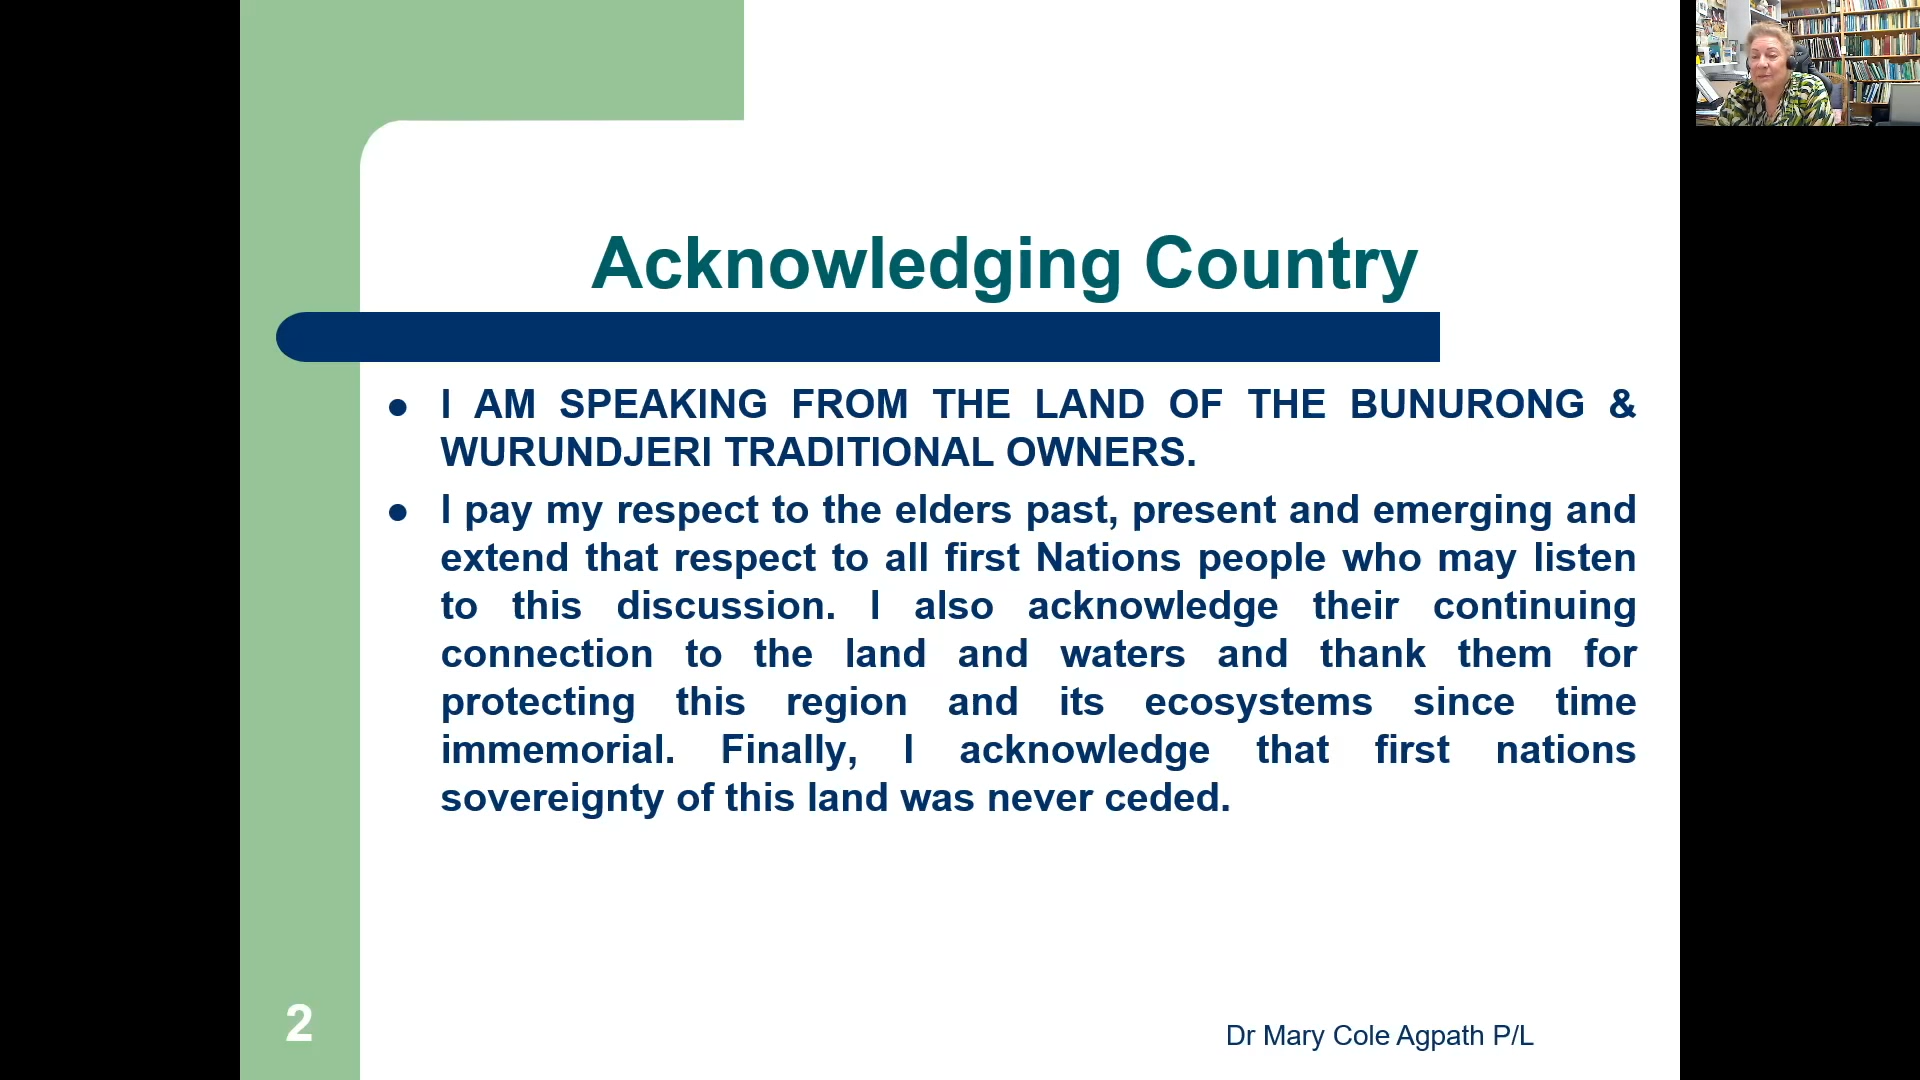 Acknowledging Country
● I AM SPEAKING FROM THE LAND OF THE BUNURONG &
WURUNDJERI TRADITIONAL OWNERS.
● I pay my respect to the elders past, present and emerging and
extend that respect to all first Nations people who may listen
to this discussion. I also acknowledge their continuing
connection to the land and waters and thank them for
protecting this region and its ecosystems since time
immemorial. Finally, I acknowledge that first nations
sovereignty of this land was never ceded.
2
Dr Mary Cole Agpath P/L